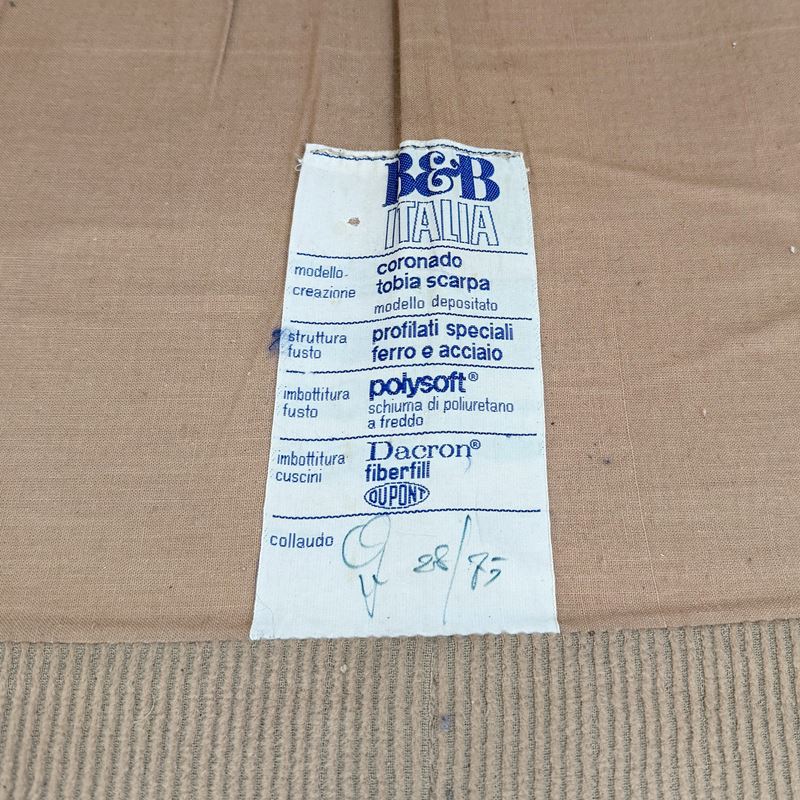 B&B
ITALIA
modello- coronado
creazione tobia scarpa
modello depositato
struttura profilati speciali
fusto ferro e acciaio
imbottitura polysoft®
fusto schiuma di poliuretano
a freddo
imbottitura Dacron®
cuscini fiberfill
DUPONT
collaudo 28/75